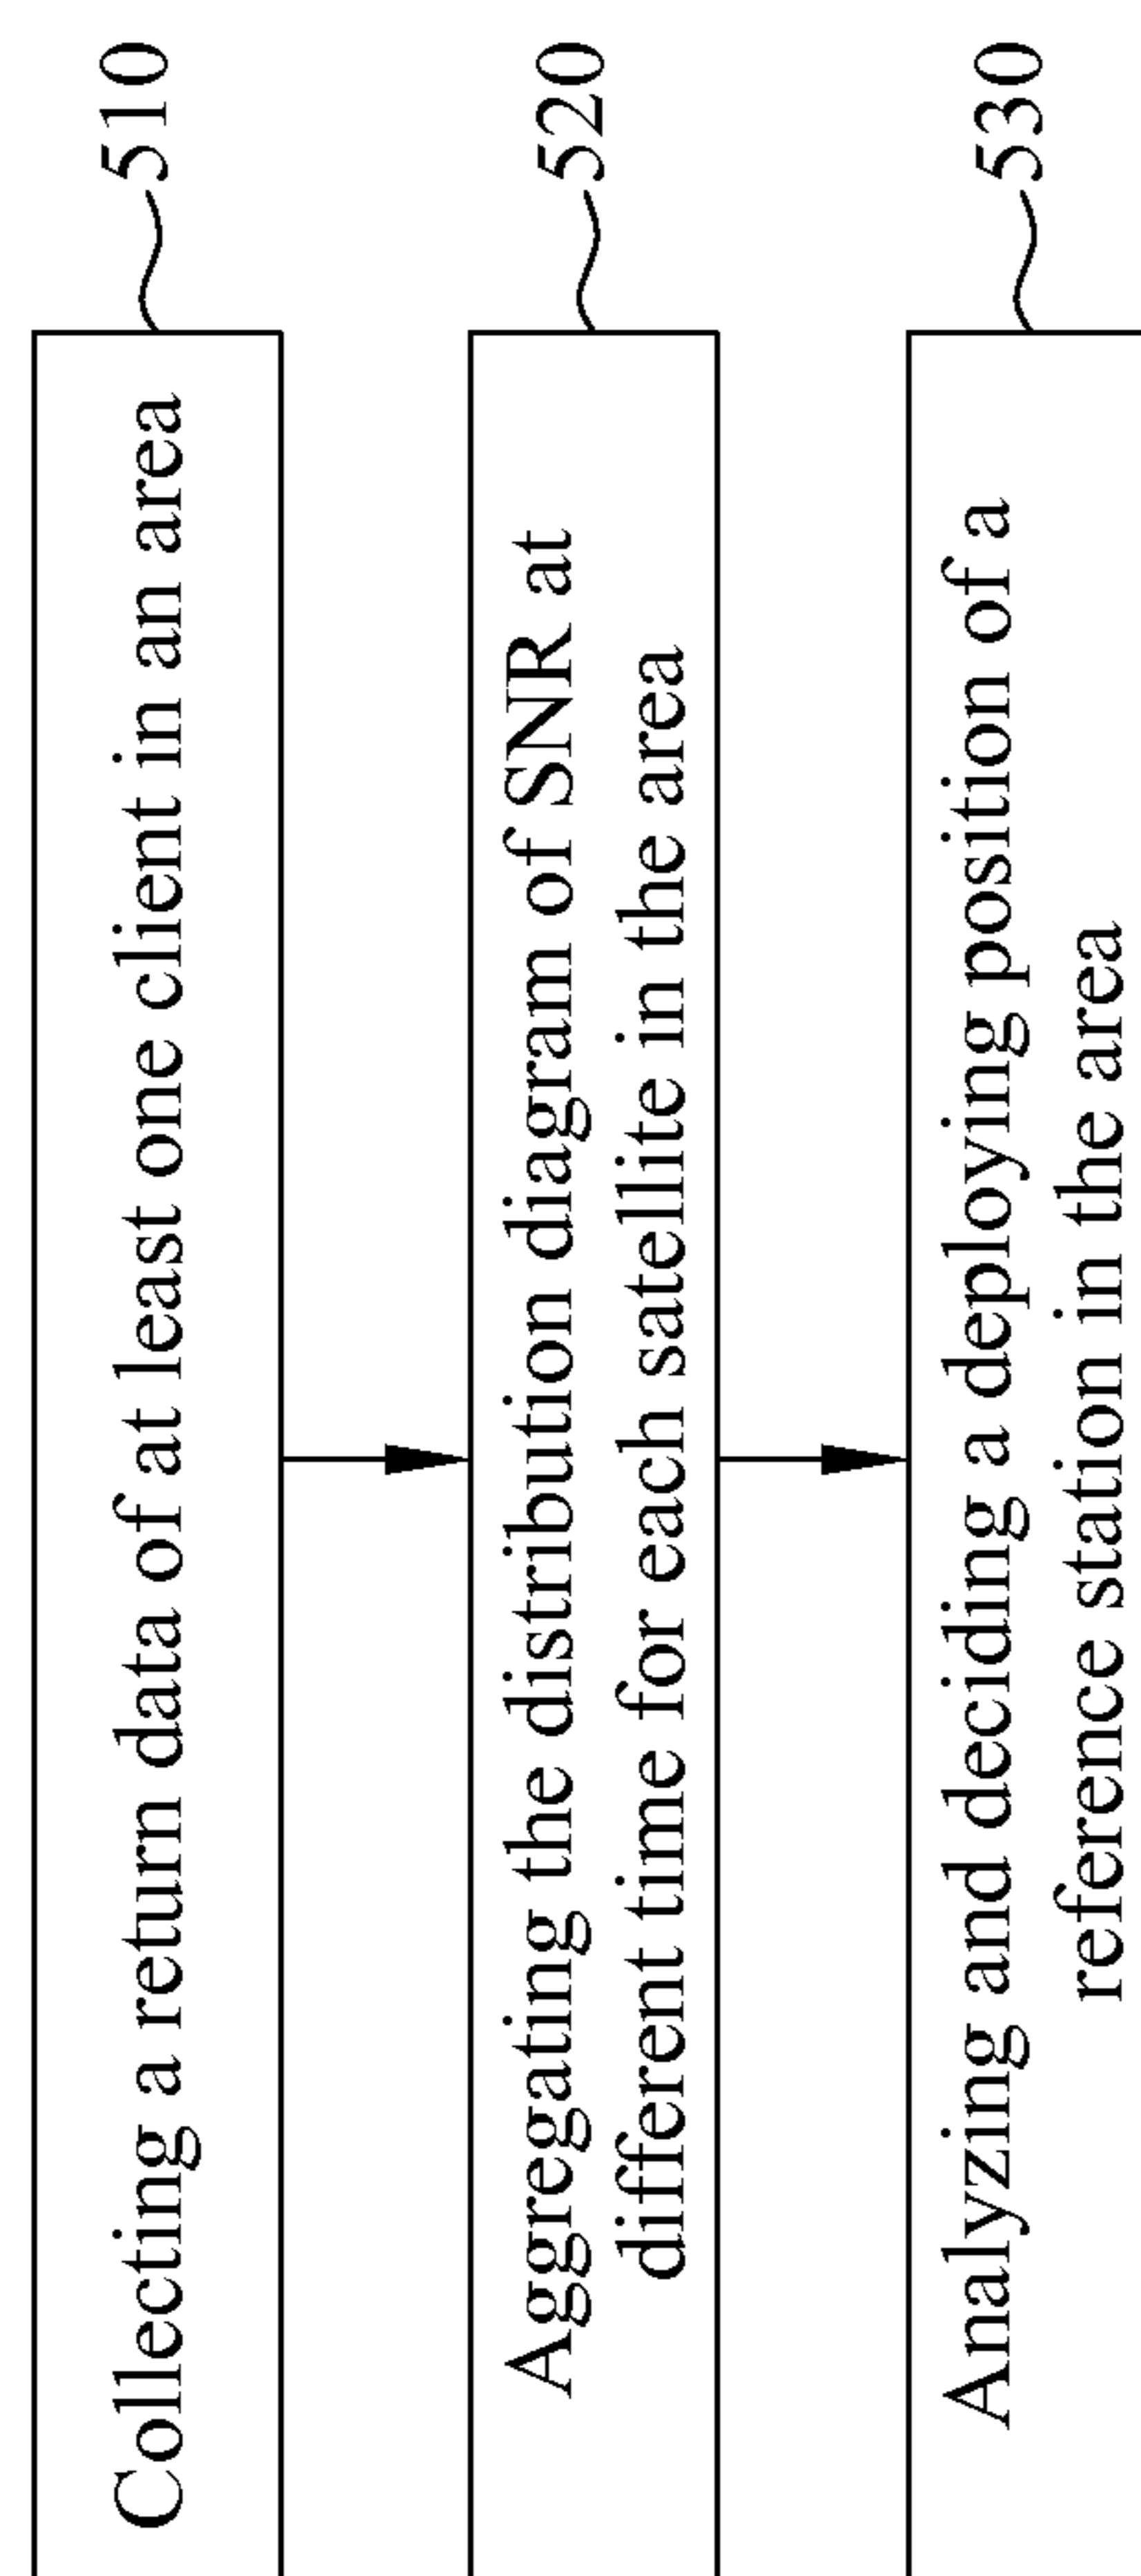 Collecting a return data of at least one client in an area
510
Aggregating the distribution diagram of SNR at
different time for each satellite in the area
520
Analyzing and deciding a deploying position of a
reference station in the area
530